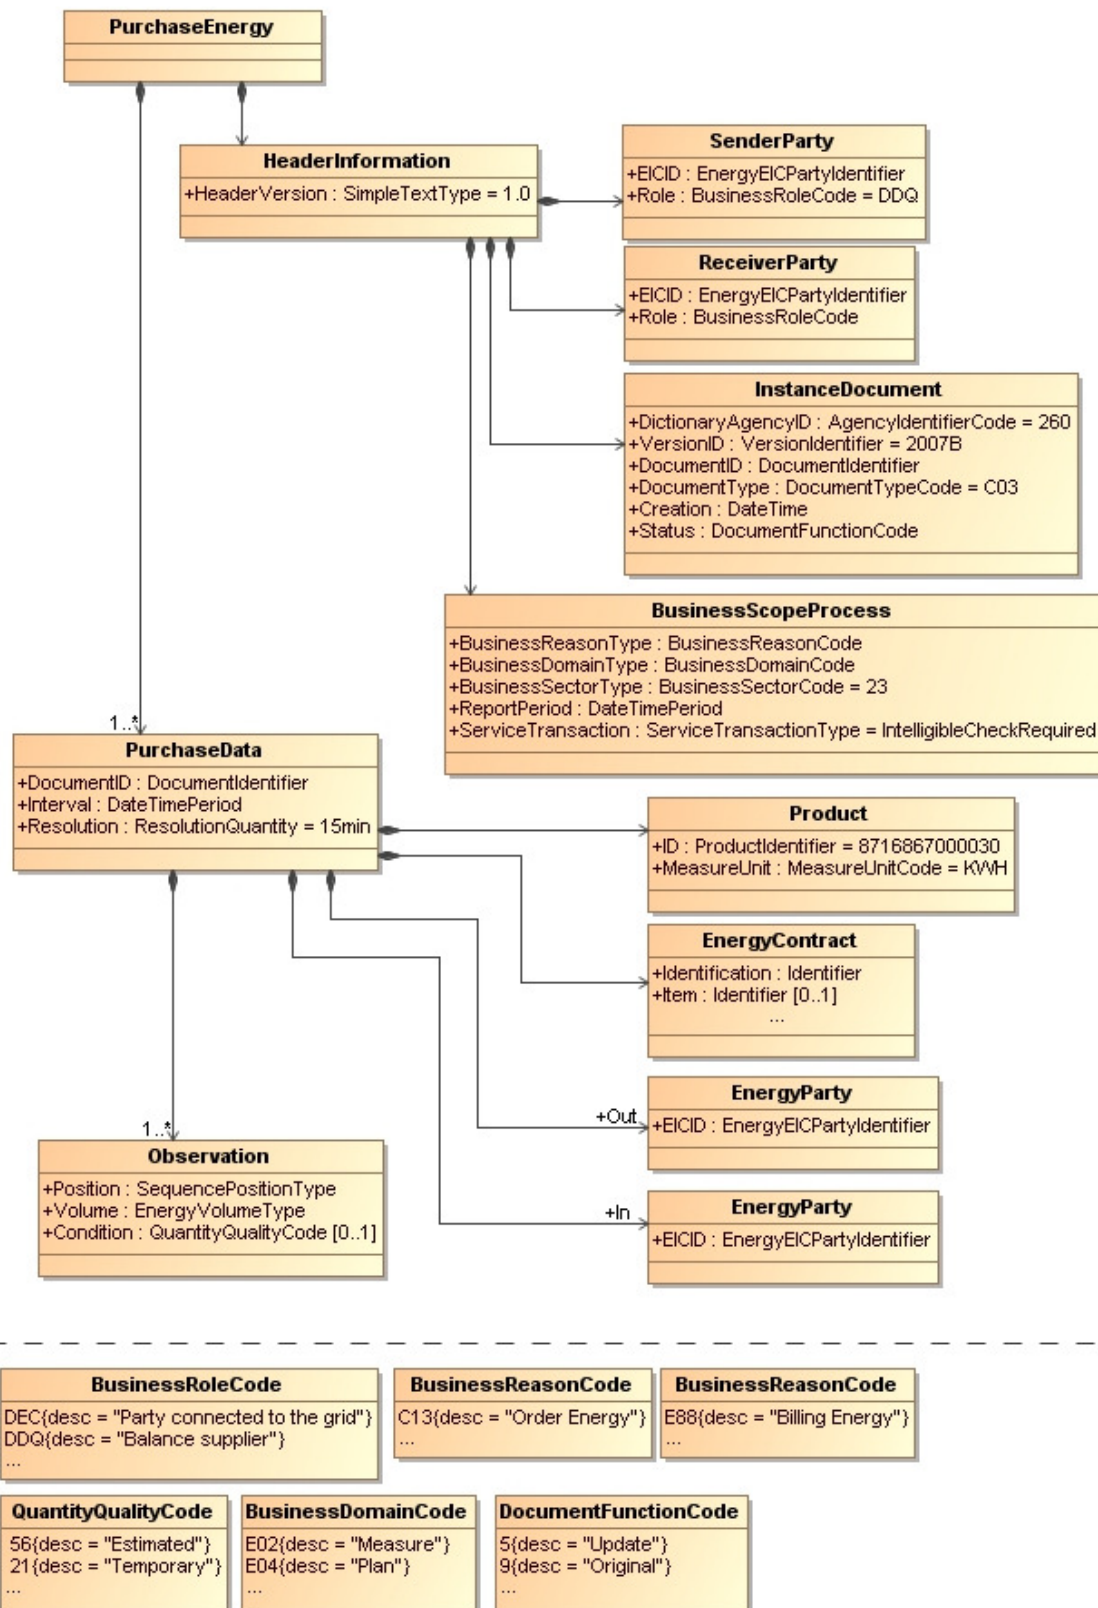 PurchaseEnergy
HeaderInformation
+HeaderVersion : SimpleTextType = 1.0
SenderParty
+EICID : EnergyEICPartyIdentifier
+Role : BusinessRoleCode = DDQ
ReceiverParty
+EICID : EnergyEICPartyIdentifier
+Role : BusinessRoleCode
InstanceDocument
+DictionaryAgencyID : AgencyIdentifierCode = 260
+VersionID : VersionIdentifier = 2007B
+DocumentID : DocumentIdentifier
+DocumentType : DocumentTypeCode = C03
+Creation : DateTime
+Status : DocumentFunctionCode
BusinessScopeProcess
+BusinessReasonType : BusinessReasonCode
+BusinessDomainType : BusinessDomainCode
+BusinessSectorType : BusinessSectorCode = 23
+ReportPeriod : DateTimePeriod
+ServiceTransaction : ServiceTransactionType = IntelligibleCheckRequired
1..*
PurchaseData
+DocumentID : DocumentIdentifier
+Interval : DateTimePeriod
+Resolution : ResolutionQuantity = 15min
Product
+ID : ProductIdentifier = 8716867000030
+MeasureUnit : MeasureUnitCode = KWH
EnergyContract
+Identification : Identifier
+Item : Identifier [0..1]
...
+Out
EnergyParty
+EICID : EnergyEICPartyIdentifier
1..*
Observation
+Position : SequencePositionType
+Volume : EnergyVolumeType
+Condition : QuantityQualityCode [0..1]
+In
EnergyParty
+EICID : EnergyEICPartyIdentifier
BusinessRoleCode
DEC{desc = "Party connected to the grid"}
DDQ{desc = "Balance supplier"}
...
BusinessReasonCode
C13{desc = "Order Energy"}
...
BusinessReasonCode
E88{desc = "Billing Energy"}
...
QuantityQualityCode
56{desc = "Estimated"}
21{desc = "Temporary"}
...
BusinessDomainCode
E02{desc = "Measure"}
E04{desc = "Plan"}
...
DocumentFunctionCode
5{desc = "Update"}
9{desc = "Original"}
...